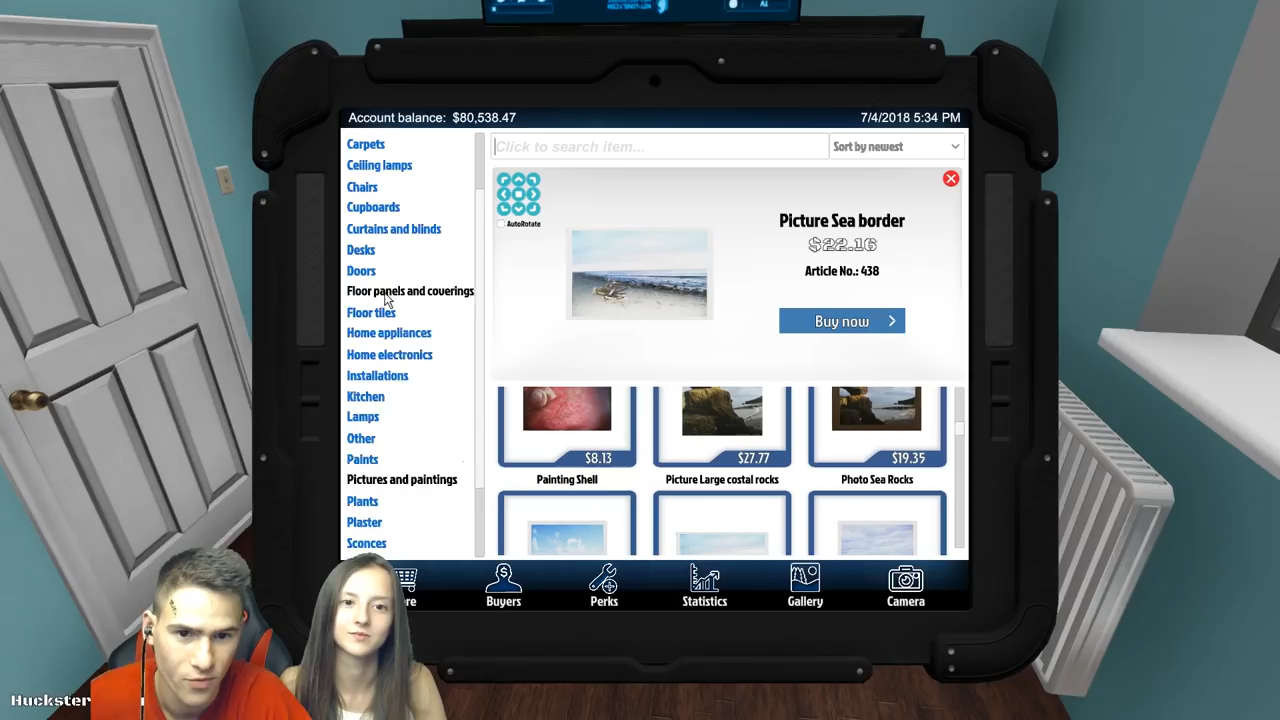 Account balance: $80,538.47
7/4/2018 5:34 PM
Carpets
Ceiling lamps
Chairs
Cupboards
Curtains and blinds
Desks
Doors
Floor panels and coverings
Floor tiles
Home appliances
Home electronics
Installations
Kitchen
Lamps
Other
Paints
Pictures and paintings
Plants
Plaster
Sconces
Click to search item...
Sort by newest
AutoRotate
Picture Sea border
$22.16
Article No.: 438
Buy now
$8.13
$27.77
$19.35
Painting Shell
Picture Large costal rocks
Photo Sea Rocks
Buyers
Perks
Statistics
Gallery
Camera
Huckster